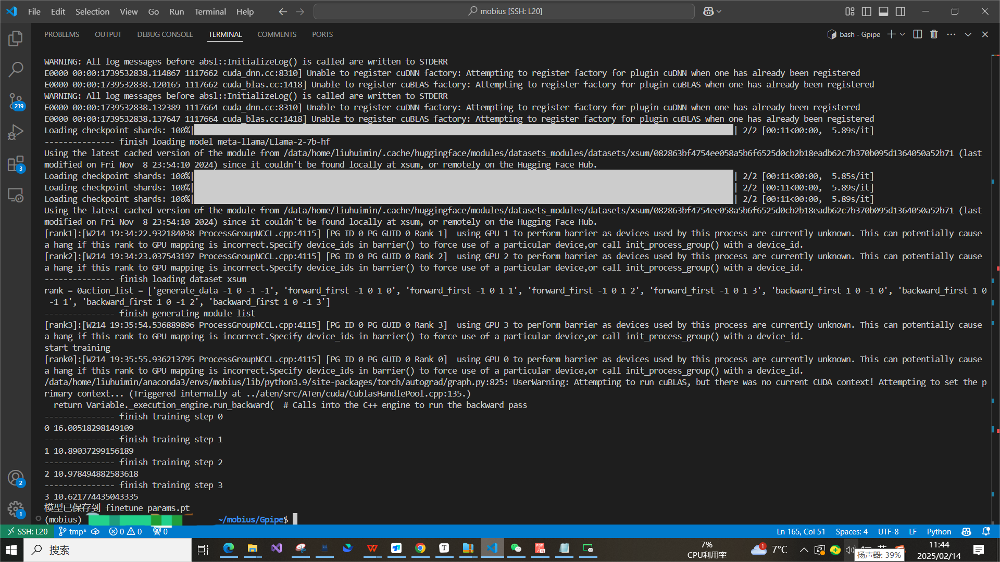 File Edit Selection View Go Run Terminal Help
mobius [SSH: L20]
PROBLEMS OUTPUT DEBUG CONSOLE TERMINAL COMMENTS PORTS
bash - Gpipe
WARNING: All log messages before absl::InitializeLog() is called are written to STDERR
E0000 00:00:1739532838.114867 1117662 cuda_dnn.cc:8310] Unable to register cuDNN factory: Attempting to register factory for plugin cuDNN when one has already been registered
E0000 00:00:1739532838.120165 1117662 cuda_blas.cc:1418] Unable to register cuBLAS factory: Attempting to register factory for plugin cuBLAS when one has already been registered
WARNING: All log messages before absl::InitializeLog() is called are written to STDERR
E0000 00:00:1739532838.132389 1117664 cuda_dnn.cc:8310] Unable to register cuDNN factory: Attempting to register factory for plugin cuDNN when one has already been registered
E0000 00:00:1739532838.137647 1117664 cuda_blas.cc:1418] Unable to register cuBLAS factory: Attempting to register factory for plugin cuBLAS when one has already been registered
Loading checkpoint shards: 100%| | 2/2 [00:11<00:00, 5.89s/it]
--------------- finish loading model meta-llama/Llama-2-7b-hf
Using the latest cached version of the module from /data/home/liuhuimin/.cache/huggingface/modules/datasets_modules/datasets/xsum/082863bf4754ee058a5b6f6525d0cb2b18eadb62c7b370b095d1364050a52b71 (last
modified on Fri Nov  8 23:54:10 2024) since it couldn't be found locally at xsum, or remotely on the Hugging Face Hub.
Loading checkpoint shards: 100%| | 2/2 [00:11<00:00, 5.85s/it]
Loading checkpoint shards: 100%| | 2/2 [00:11<00:00, 5.89s/it]
Loading checkpoint shards: 100%| | 2/2 [00:11<00:00, 5.89s/it]
Using the latest cached version of the module from /data/home/liuhuimin/.cache/huggingface/modules/datasets_modules/datasets/xsum/082863bf4754ee058a5b6f6525d0cb2b18eadb62c7b370b095d1364050a52b71 (last
modified on Fri Nov  8 23:54:10 2024) since it couldn't be found locally at xsum, or remotely on the Hugging Face Hub.
[rank1]:[W214 19:34:22.932184038 ProcessGroupNCCL.cpp:4115] [PG ID 0 PG GUID 0 Rank 1]  using GPU 1 to perform barrier as devices used by this process are currently unknown. This can potentially cause
a hang if this rank to GPU mapping is incorrect.Specify device_ids in barrier() to force use of a particular device,or call init_process_group() with a device_id.
[rank2]:[W214 19:34:23.037543197 ProcessGroupNCCL.cpp:4115] [PG ID 0 PG GUID 0 Rank 2]  using GPU 2 to perform barrier as devices used by this process are currently unknown. This can potentially cause
a hang if this rank to GPU mapping is incorrect.Specify device_ids in barrier() to force use of a particular device,or call init_process_group() with a device_id.
--------------- finish loading dataset xsum
rank = 0action_list = ['generate_data -1 0 -1 -1', 'forward_first -1 0 1 0', 'forward_first -1 0 1 1', 'forward_first -1 0 1 2', 'forward_first -1 0 1 3', 'backward_first 1 0 -1 0', 'backward_first 1 0
 -1 1', 'backward_first 1 0 -1 2', 'backward_first 1 0 -1 3']
--------------- finish generating module list
[rank3]:[W214 19:35:54.536889896 ProcessGroupNCCL.cpp:4115] [PG ID 0 PG GUID 0 Rank 3]  using GPU 3 to perform barrier as devices used by this process are currently unknown. This can potentially cause
a hang if this rank to GPU mapping is incorrect.Specify device_ids in barrier() to force use of a particular device,or call init_process_group() with a device_id.
start training
[rank0]:[W214 19:35:55.936213795 ProcessGroupNCCL.cpp:4115] [PG ID 0 PG GUID 0 Rank 0]  using GPU 0 to perform barrier as devices used by this process are currently unknown. This can potentially cause
a hang if this rank to GPU mapping is incorrect.Specify device_ids in barrier() to force use of a particular device,or call init_process_group() with a device_id.
/data/home/liuhuimin/anaconda3/envs/mobius/lib/python3.9/site-packages/torch/autograd/graph.py:825: UserWarning: Attempting to run cuBLAS, but there was no current CUDA context! Attempting to set the p
rimary context... (Triggered internally at ../aten/src/ATen/cuda/CublasHandlePool.cpp:135.)
  return Variable._execution_engine.run_backward(  # Calls into the C++ engine to run the backward pass
--------------- finish training step 0
0 16.00518298149109
--------------- finish training step 1
1 10.89037299156189
--------------- finish training step 2
2 10.978494882583618
--------------- finish training step 3
3 10.621774435043335
模型已保存到 finetune params.pt
(mobius) ~/mobius/Gpipe$
219
3
2
1
SSH: L20 tmp* 0 0 0 Ln 165, Col 51 Spaces: 4 UTF-8 LF Python
搜索
7%
CPU利用率
1
7°C
扬声器: 39%
11:44
2025/02/14